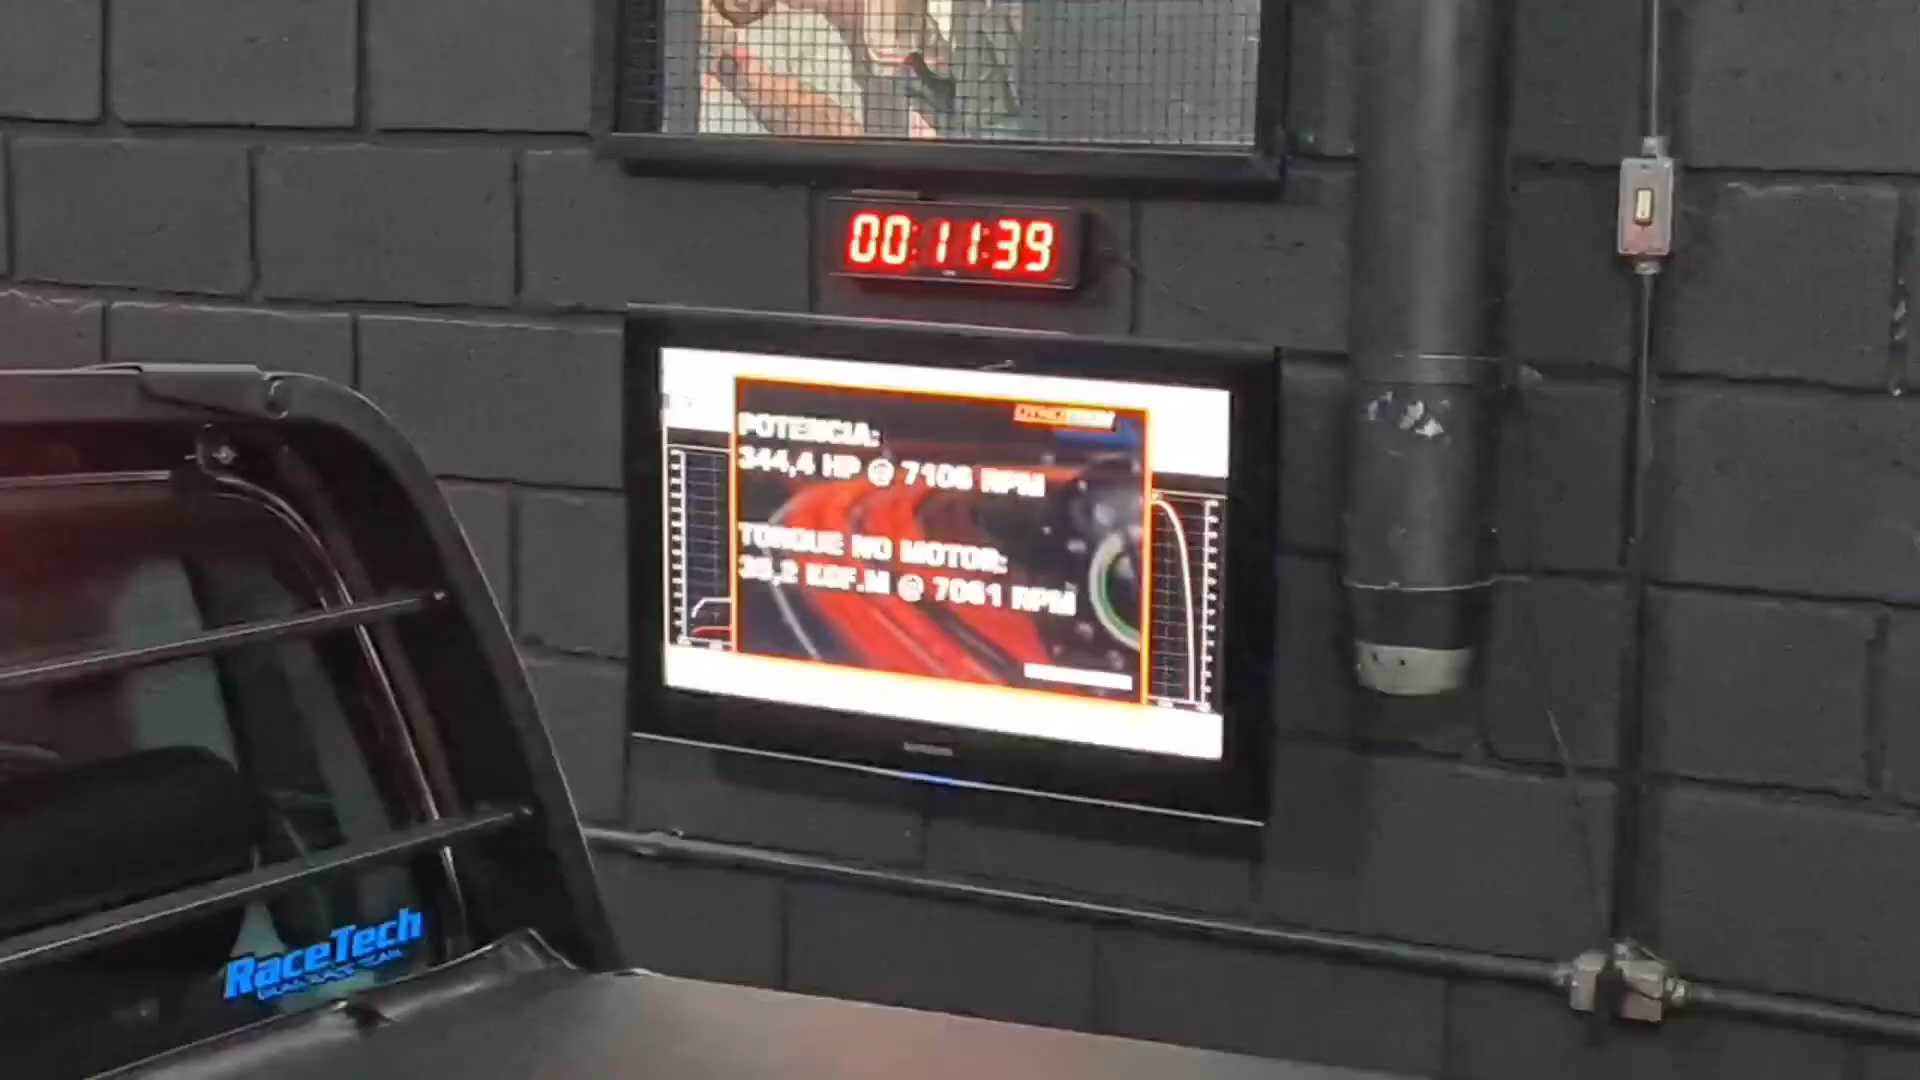 00:11:39
POTENCIA:
344,4 HP @ 7106 RPM
TORQUE NO MOTOR:
KGF.M @ 7061 RPM
RaceTech